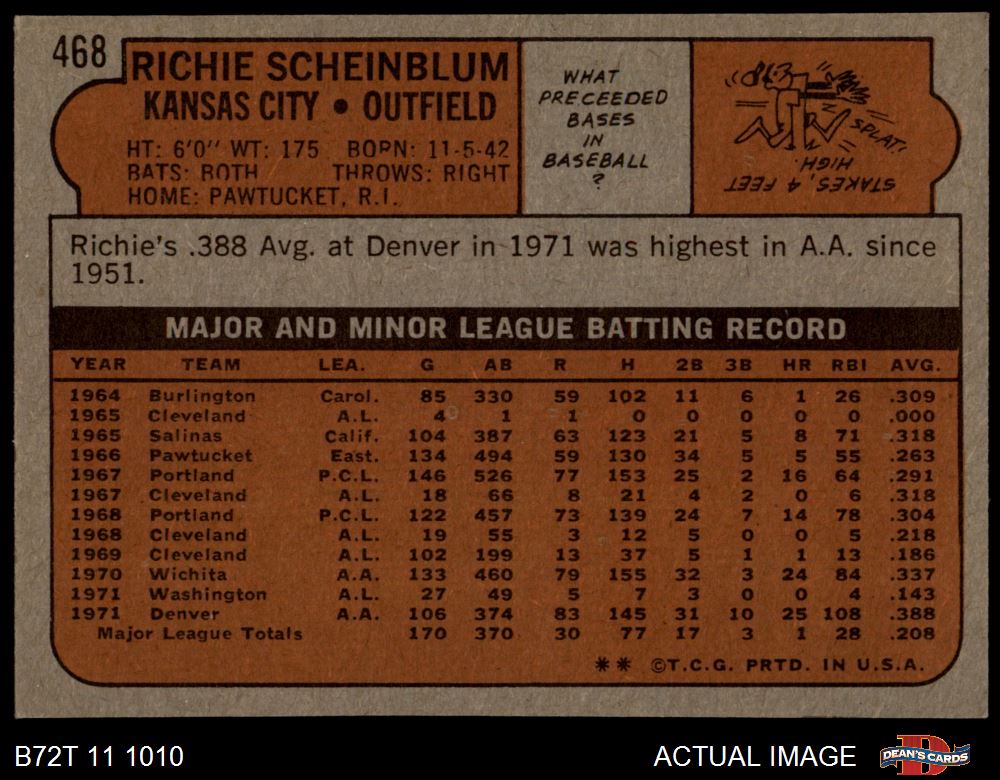 468
RICHIE SCHEINBLUM
KANSAS CITY • OUTFIELD
HT: 6'0" WT: 175 BORN: 11-5-42
BATS: BOTH THROWS: RIGHT
HOME: PAWTUCKET, R.I.
WHAT
PRECEEDED
BASES
IN
BASEBALL
?
SPLAT!
STAKES, 4 FEET
HIGH.
Richie's .388 Avg. at Denver in 1971 was highest in A.A. since
1951.
MAJOR AND MINOR LEAGUE BATTING RECORD
YEAR TEAM LEA. G AB R H 2B 3B HR RBI AVG.
1964 Burlington Carol. 85 330 59 102 11 6 1 26 .309
1965 Cleveland A.L. 4 1 1 0 0 0 0 0 .000
1965 Salinas Calif. 104 387 63 123 21 5 8 71 .318
1966 Pawtucket East. 134 494 59 130 34 5 5 55 .263
1967 Portland P.C.L. 146 526 77 153 25 2 16 64 .291
1967 Cleveland A.L. 18 66 8 21 4 2 0 6 .318
1968 Portland P.C.L. 122 457 73 139 24 7 14 78 .304
1968 Cleveland A.L. 19 55 3 12 5 0 0 5 .218
1969 Cleveland A.L. 102 199 13 37 5 1 1 13 .186
1970 Wichita A.A. 133 460 79 155 32 3 24 84 .337
1971 Washington A.L. 27 49 5 7 3 0 0 4 .143
1971 Denver A.A. 106 374 83 145 31 10 25 108 .388
Major League Totals 170 370 30 77 17 3 1 28 .208
** ©T.C.G. PRTD. IN U.S.A.
B72T 11 1010
ACTUAL IMAGE
D
DEAN'S CARDS